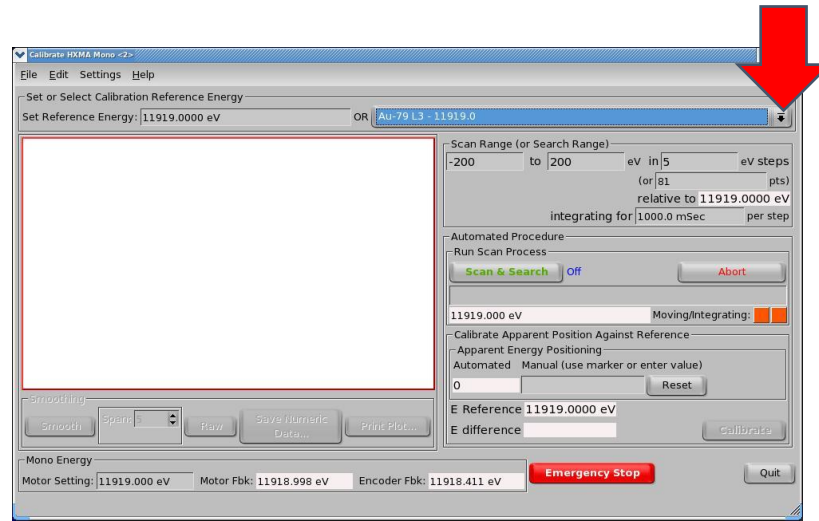 Calibrate HXMA Mono <2>
File Edit Settings Help
Set or Select Calibration Reference Energy
Set Reference Energy: 11919.0000 eV OR Au-79 L3 - 11919.0
Scan Range (or Search Range)
-200 to 200 eV in 5 eV steps
(or 81 pts)
relative to 11919.0000 eV
integrating for 1000.0 mSec per step
Automated Procedure
Run Scan Process
Scan & Search Off Abort
11919.000 eV Moving/Integrating:
Calibrate Apparent Position Against Reference
Apparent Energy Positioning
Automated Manual (use marker or enter value)
0 Reset
E Reference 11919.0000 eV
E difference Calibrate
Smoothing
Smooth Span: 5 Raw Save Numeric Data... Print Plot...
Mono Energy
Motor Setting: 11919.000 eV Motor Fbk: 11918.998 eV Encoder Fbk: 11918.411 eV Emergency Stop Quit